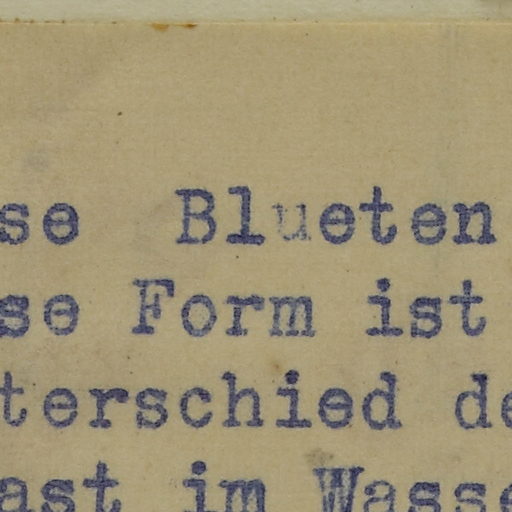 se Blueten
se Form ist
terschied de
ast im Wasse